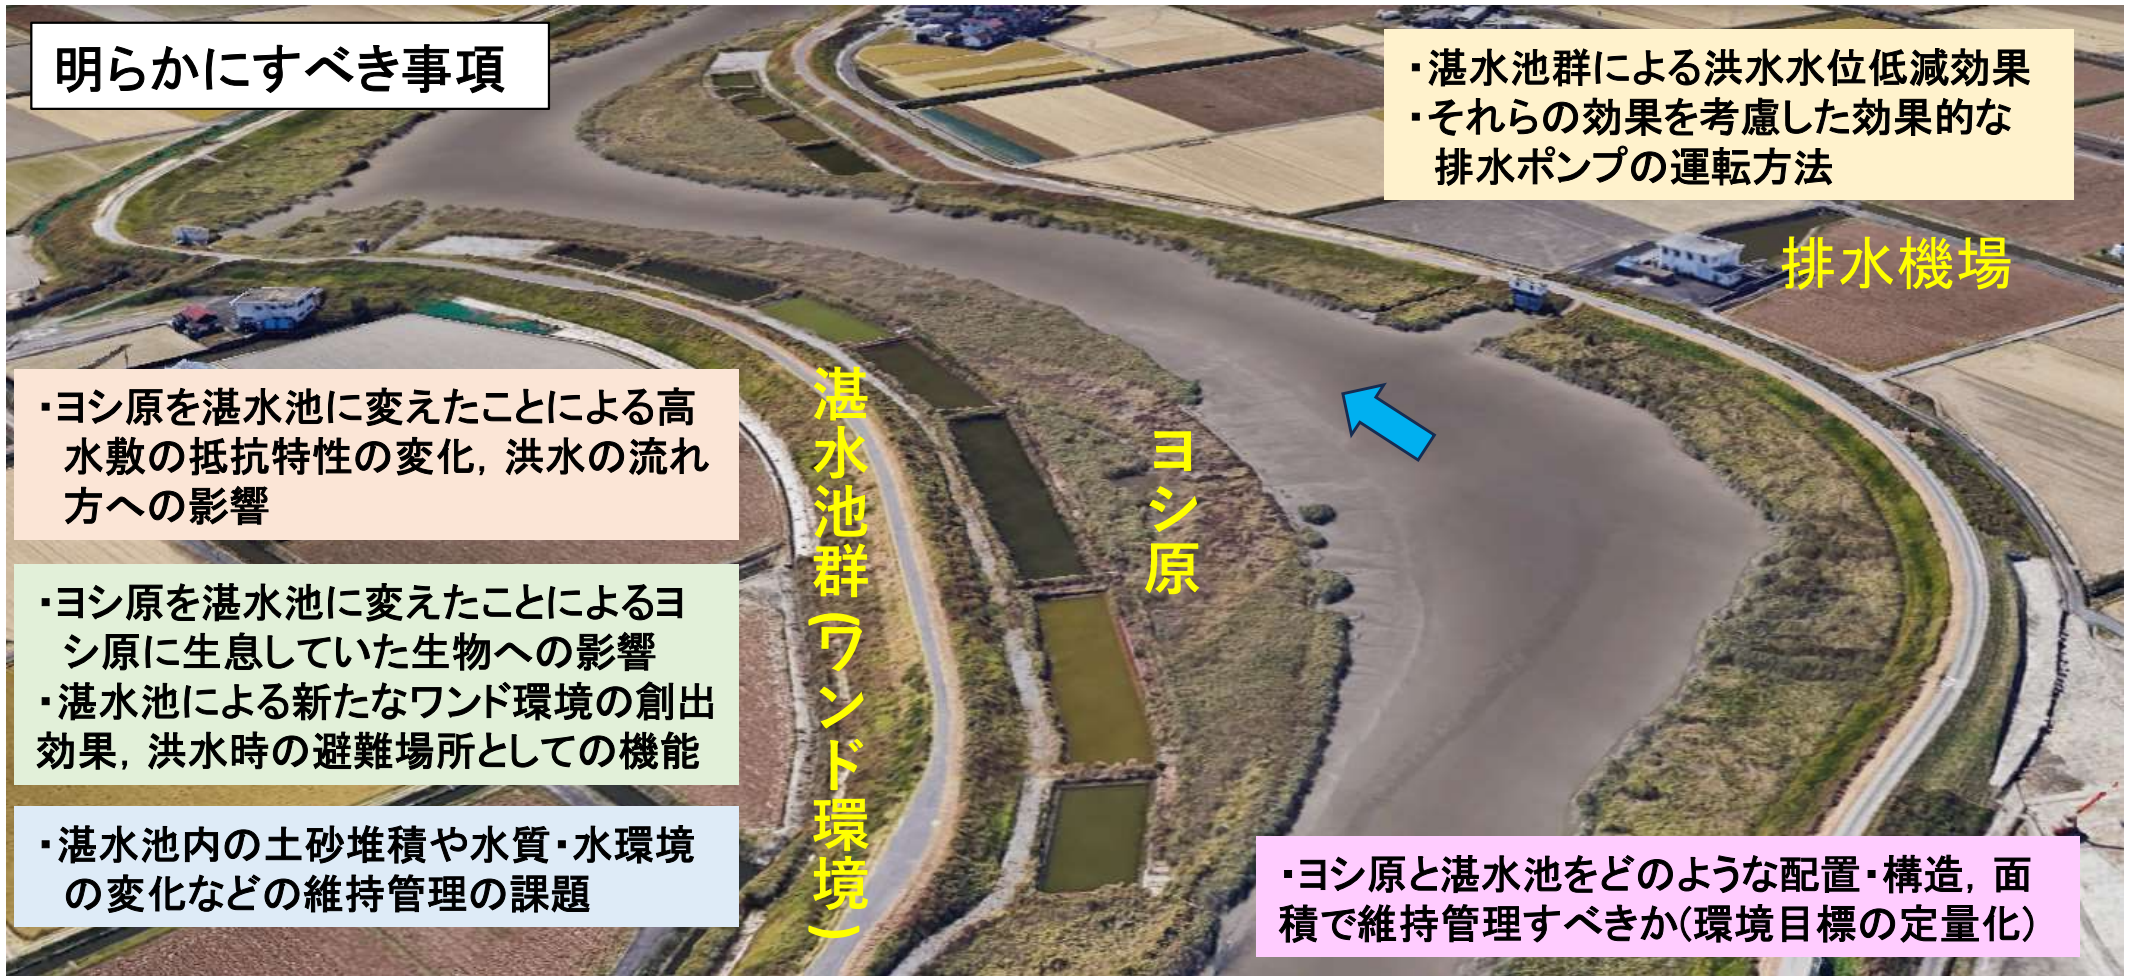 明らかにすべき事項
・湛水池群による洪水水位低減効果
・それらの効果を考慮した効果的な
排水ポンプの運転方法
排水機場
・ヨシ原を湛水池に変えたことによる高
水敷の抵抗特性の変化, 洪水の流れ
方への影響
・ヨシ原を湛水池に変えたことによるヨ
シ原に生息していた生物への影響
・湛水池による新たなワンド環境の創出
効果, 洪水時の避難場所としての機能
・湛水池内の土砂堆積や水質・水環境
の変化などの維持管理の課題
湛水池群(ワンド環境)
ヨシ原
・ヨシ原と湛水池をどのような配置・構造, 面
積で維持管理すべきか(環境目標の定量化)